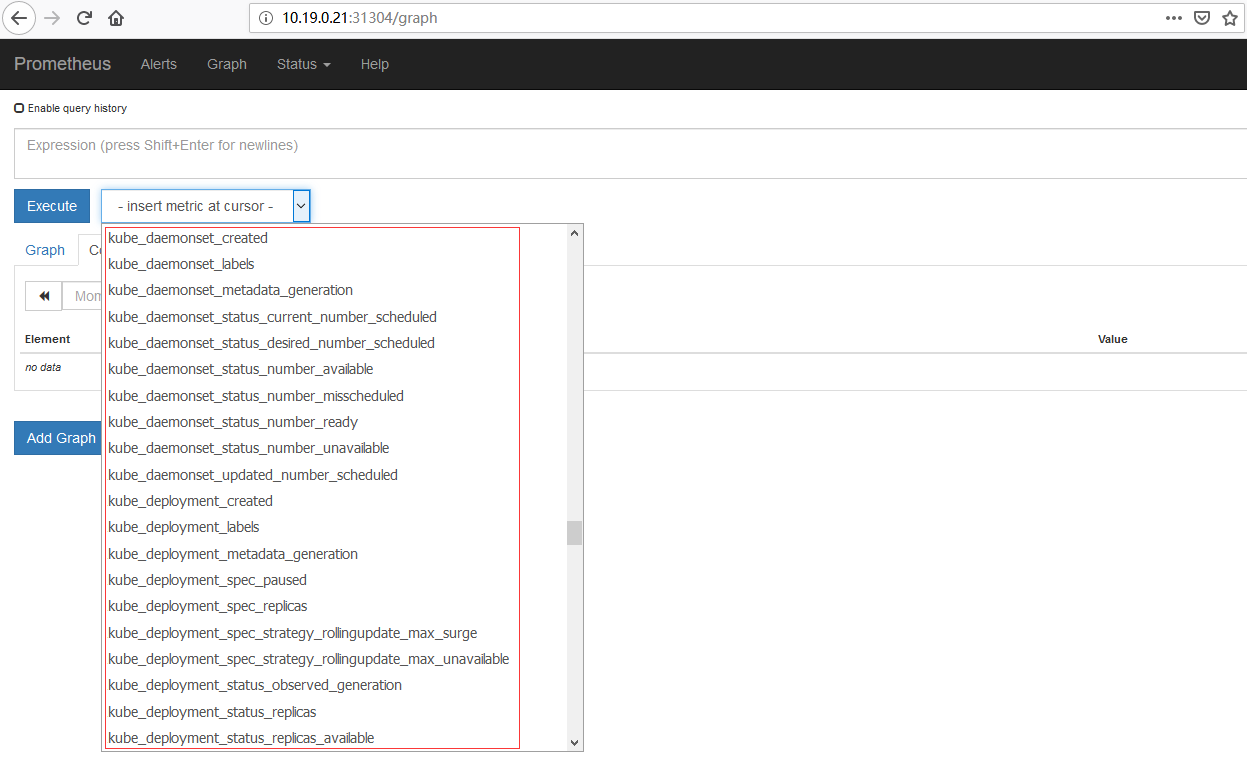 10.19.0.21:31304/graph
Prometheus Alerts Graph Status Help
Enable query history
Expression (press Shift+Enter for newlines)
Execute - insert metric at cursor -
kube_daemonset_created
Graph
kube_daemonset_labels
kube_daemonset_metadata_generation
kube_daemonset_status_current_number_scheduled
Element Value
kube_daemonset_status_desired_number_scheduled
no data
kube_daemonset_status_number_available
kube_daemonset_status_number_misscheduled
kube_daemonset_status_number_ready
Add Graph
kube_daemonset_status_number_unavailable
kube_daemonset_updated_number_scheduled
kube_deployment_created
kube_deployment_labels
kube_deployment_metadata_generation
kube_deployment_spec_paused
kube_deployment_spec_replicas
kube_deployment_spec_strategy_rollingupdate_max_surge
kube_deployment_spec_strategy_rollingupdate_max_unavailable
kube_deployment_status_observed_generation
kube_deployment_status_replicas
kube_deployment_status_replicas_available